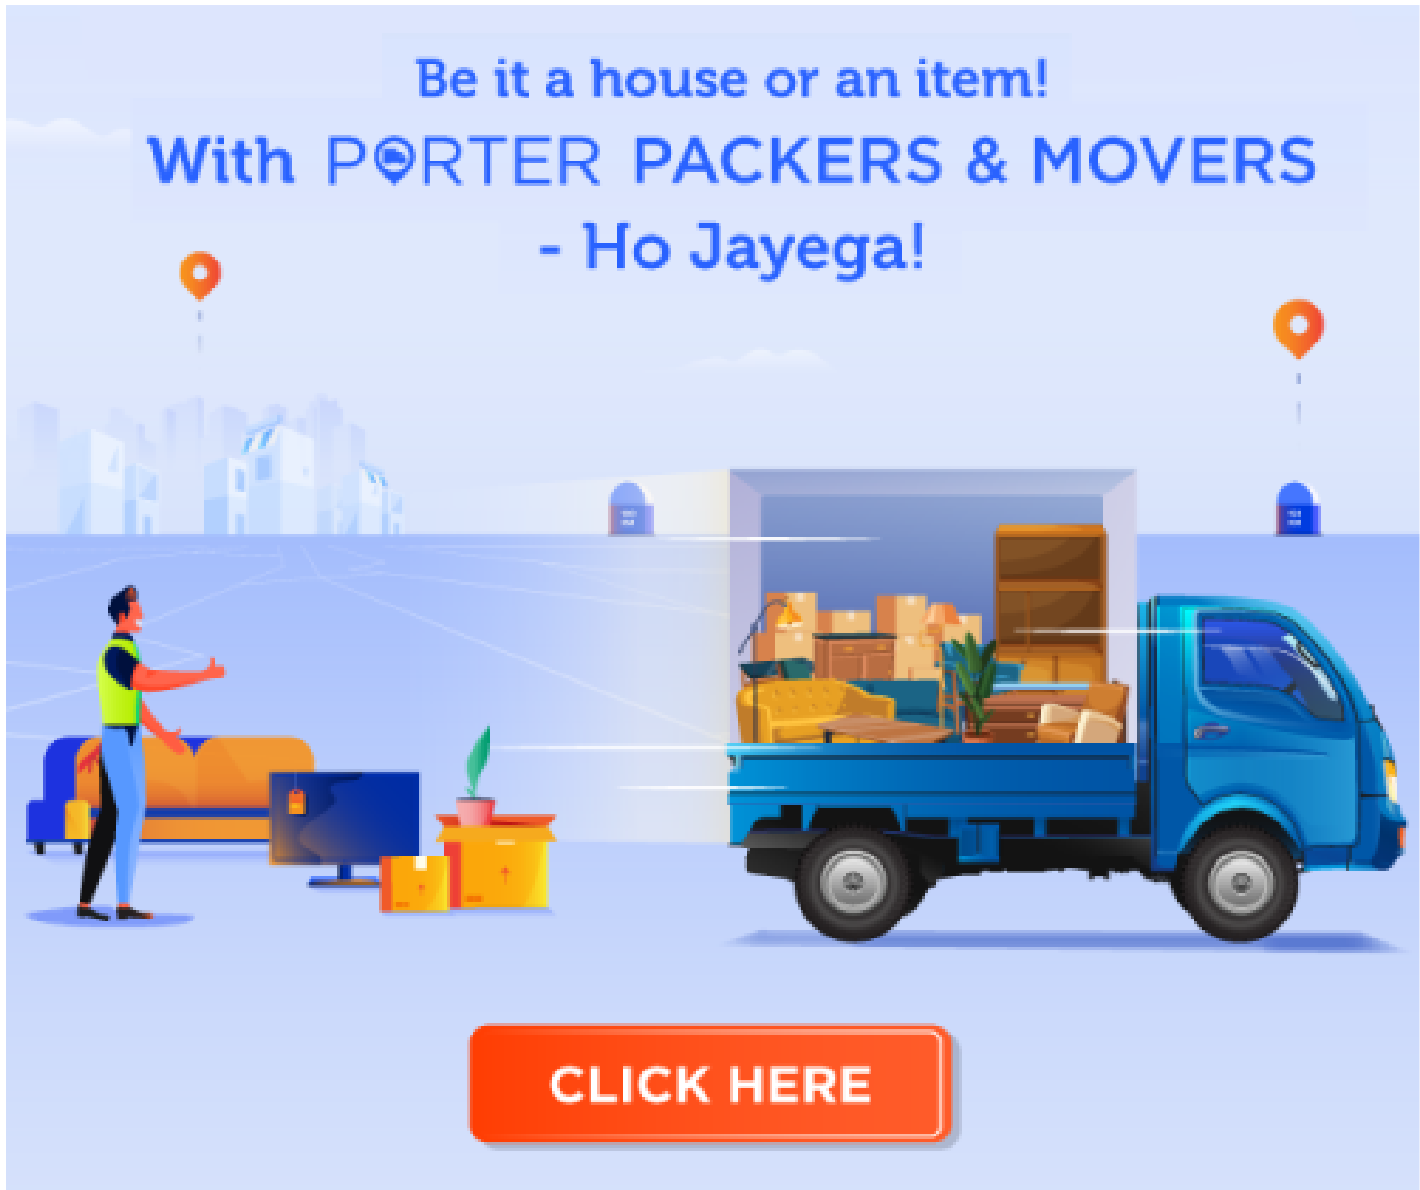 Be it a house or an item!
With PORTER PACKERS & MOVERS
- Ho Jayega!
CLICK HERE